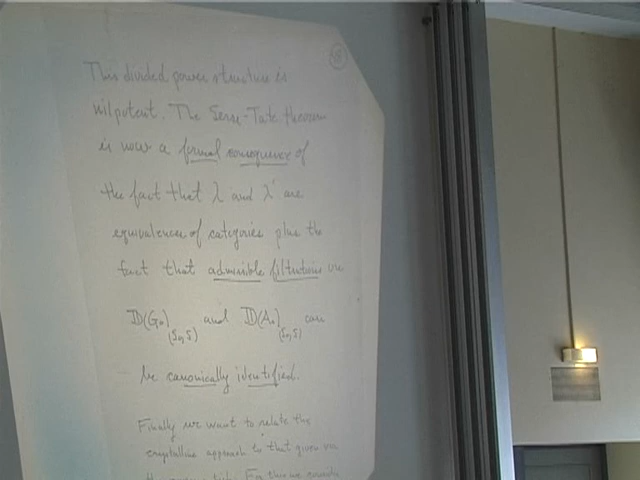 This divided power structure is
nilpotent. The Serre-Tate theorem
is now a formal consequence of
the fact that λ and λ' are
equivalences of categories plus the
fact that admissible filtrations on
D(G₀)(S₀,S) and D(A₀)(S₀,S) can
be canonically identified.
Finally we want to relate the
crystalline approach to that given via